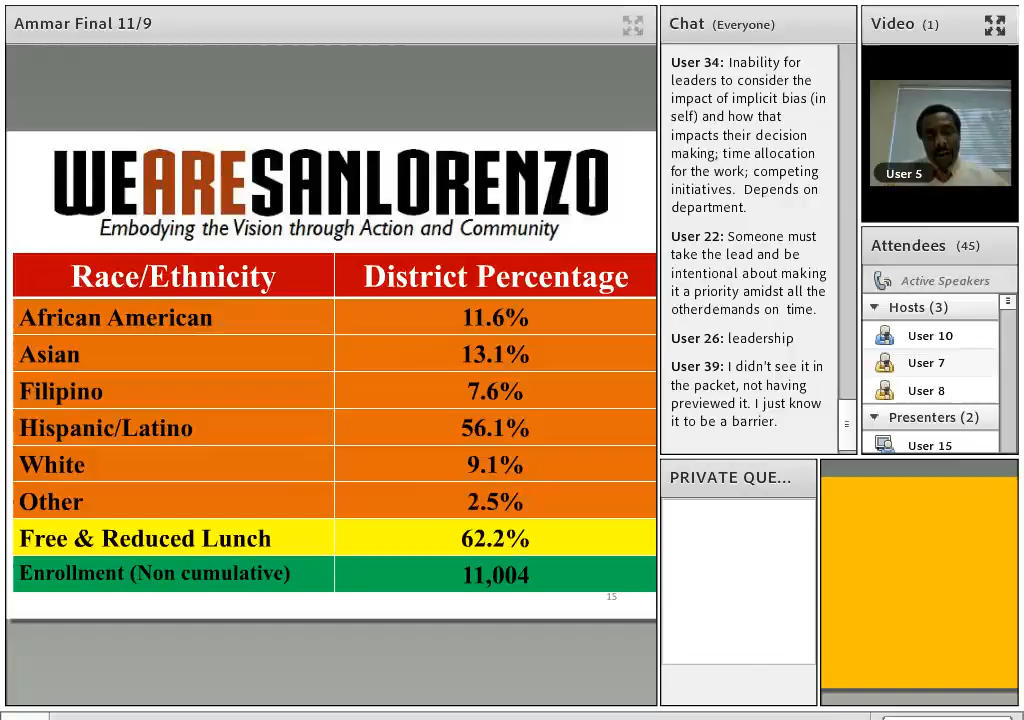 Ammar Final 11/9
WEARESANLORENZO
Embodying the Vision through Action and Community
Race/Ethnicity District Percentage
African American 11.6%
Asian 13.1%
Filipino 7.6%
Hispanic/Latino 56.1%
White 9.1%
Other 2.5%
Free & Reduced Lunch 62.2%
Enrollment (Non cumulative) 11,004
15
Chat (Everyone)
User 34: Inability for
leaders to consider the
impact of implicit bias (in
self) and how that
impacts their decision
making; time allocation
for the work; competing
initiatives. Depends on
department.
User 22: Someone must
take the lead and be
intentional about making
it a priority amidst all the
otherdemands on time.
User 26: leadership
User 39: I didn't see it in
the packet, not having
previewed it. I just know
it to be a barrier.
Video (1)
User 5
Attendees (45)
Active Speakers
Hosts (3)
User 10
User 7
User 8
Presenters (2)
User 15
PRIVATE QUE...